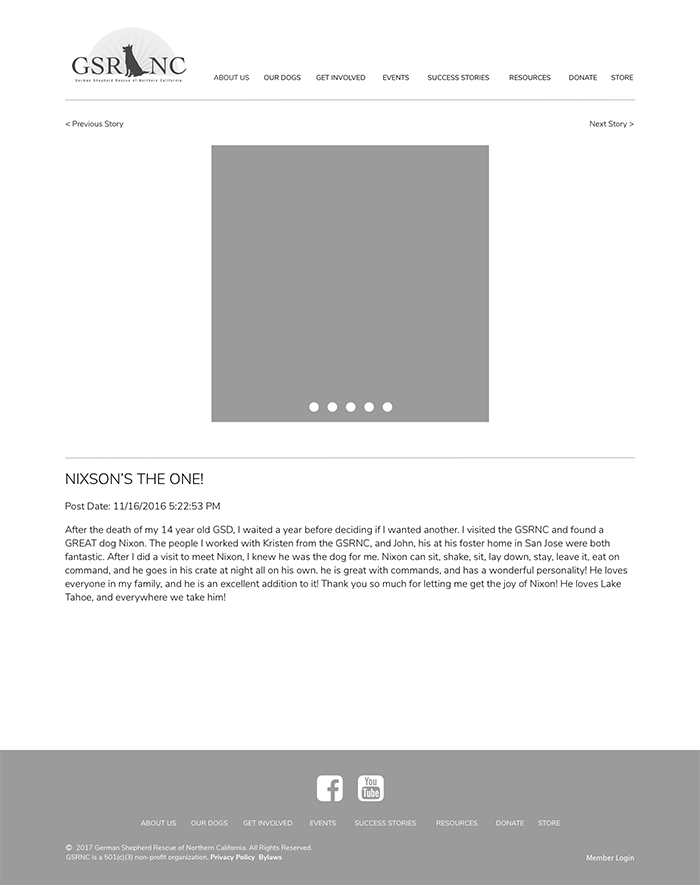 GSR NC
German Shepherd Rescue of Northern California
ABOUT US OUR DOGS GET INVOLVED EVENTS SUCCESS STORIES RESOURCES DONATE STORE
< Previous Story Next Story >
NIXSON'S THE ONE!
Post Date: 11/16/2016 5:22:53 PM
After the death of my 14 year old GSD, I waited a year before deciding if I wanted another. I visited the GSRNC and found a
GREAT dog Nixon. The people I worked with Kristen from the GSRNC, and John, his at his foster home in San Jose were both
fantastic. After I did a visit to meet Nixon, I knew he was the dog for me. Nixon can sit, shake, sit, lay down, stay, leave it, eat on
command, and he goes in his crate at night all on his own. he is great with commands, and has a wonderful personality! He loves
everyone in my family, and he is an excellent addition to it! Thank you so much for letting me get the joy of Nixon! He loves Lake
Tahoe, and everywhere we take him!
You
Tube
ABOUT US OUR DOGS GET INVOLVED EVENTS SUCCESS STORIES RESOURCES DONATE STORE
© 2017 German Shepherd Rescue of Northern California. All Rights Reserved.
GSRNC is a 501(c)(3) non-profit organization. Privacy Policy Bylaws
Member Login